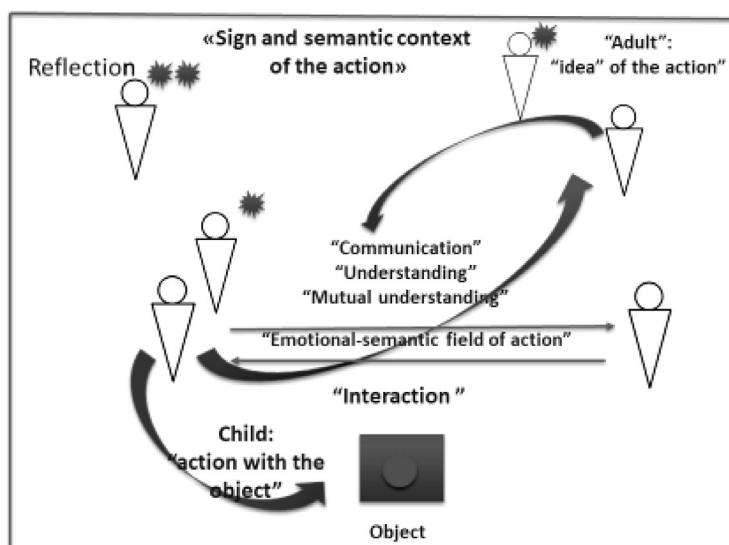 «Sign and semantic context
of the action»
"Adult":
"idea" of the action"
Reflection
"Communication"
"Understanding"
"Mutual understanding"
"Emotional-semantic field of action"
"Interaction "
Child:
"action with the
object"
Object